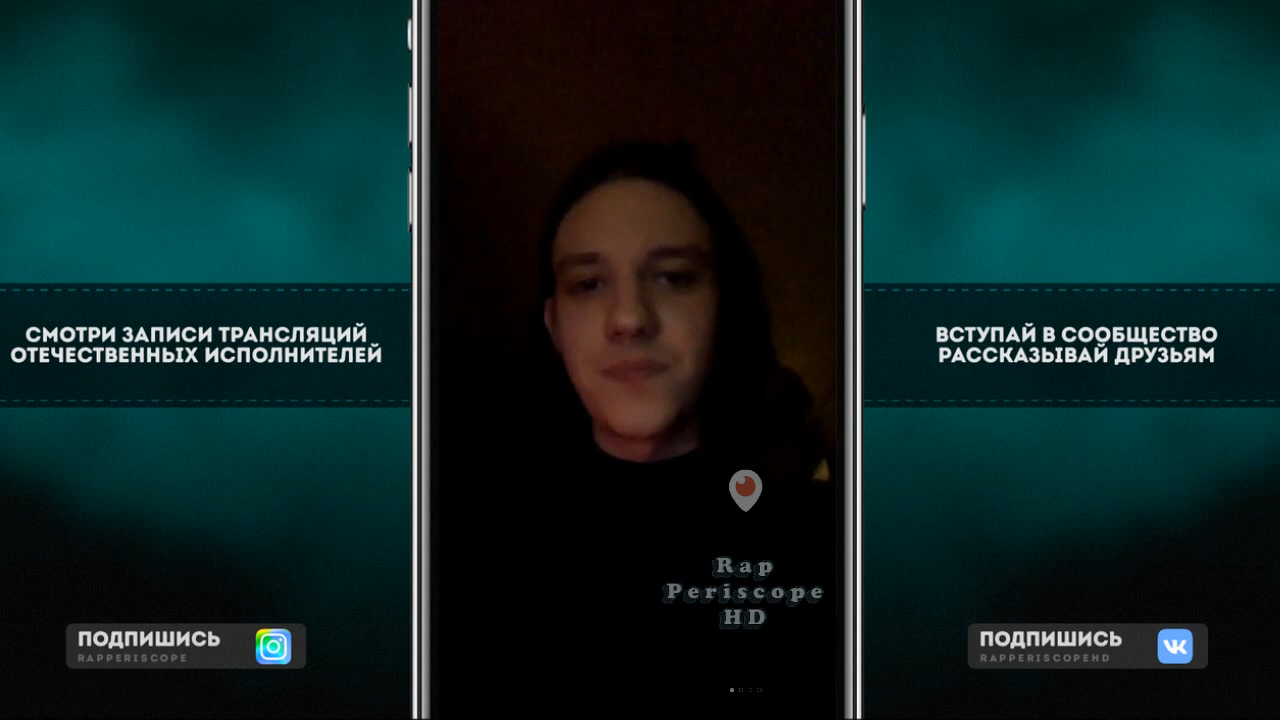 СМОТРИ ЗАПИСИ ТРАНСЛЯЦИЙ
ОТЕЧЕСТВЕННЫХ ИСПОЛНИТЕЛЕЙ
ВСТУПАЙ В СООБЩЕСТВО
РАССКАЗЫВАЙ ДРУЗЬЯМ
Rap
Periscope
HD
ПОДПИШИСЬ
RAPPERISCOPE
ПОДПИШИСЬ
RAPPERISCOPEHD